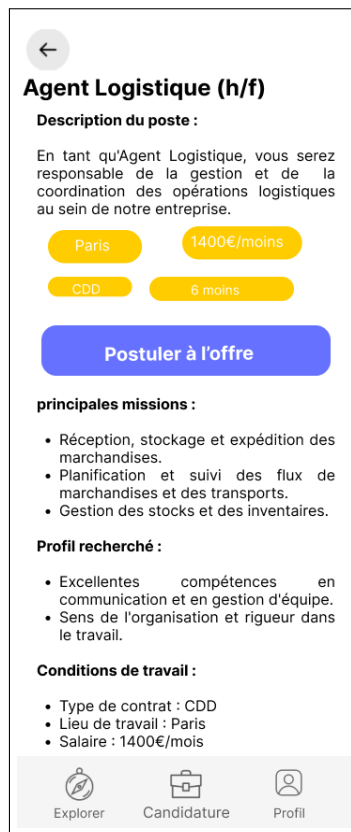 Agent Logistique (h/f)
Description du poste :
En tant qu'Agent Logistique, vous serez
responsable de la gestion et de la
coordination des opérations logistiques
au sein de notre entreprise.
Paris
1400€/moins
CDD
6 moins
Postuler à l'offre
principales missions :
• Réception, stockage et expédition des
marchandises.
• Planification et suivi des flux de
marchandises et des transports.
• Gestion des stocks et des inventaires.
Profil recherché :
• Excellentes compétences en
communication et en gestion d'équipe.
• Sens de l'organisation et rigueur dans
le travail.
Conditions de travail :
• Type de contrat : CDD
• Lieu de travail : Paris
• Salaire : 1400€/mois
Explorer
Candidature
Profil